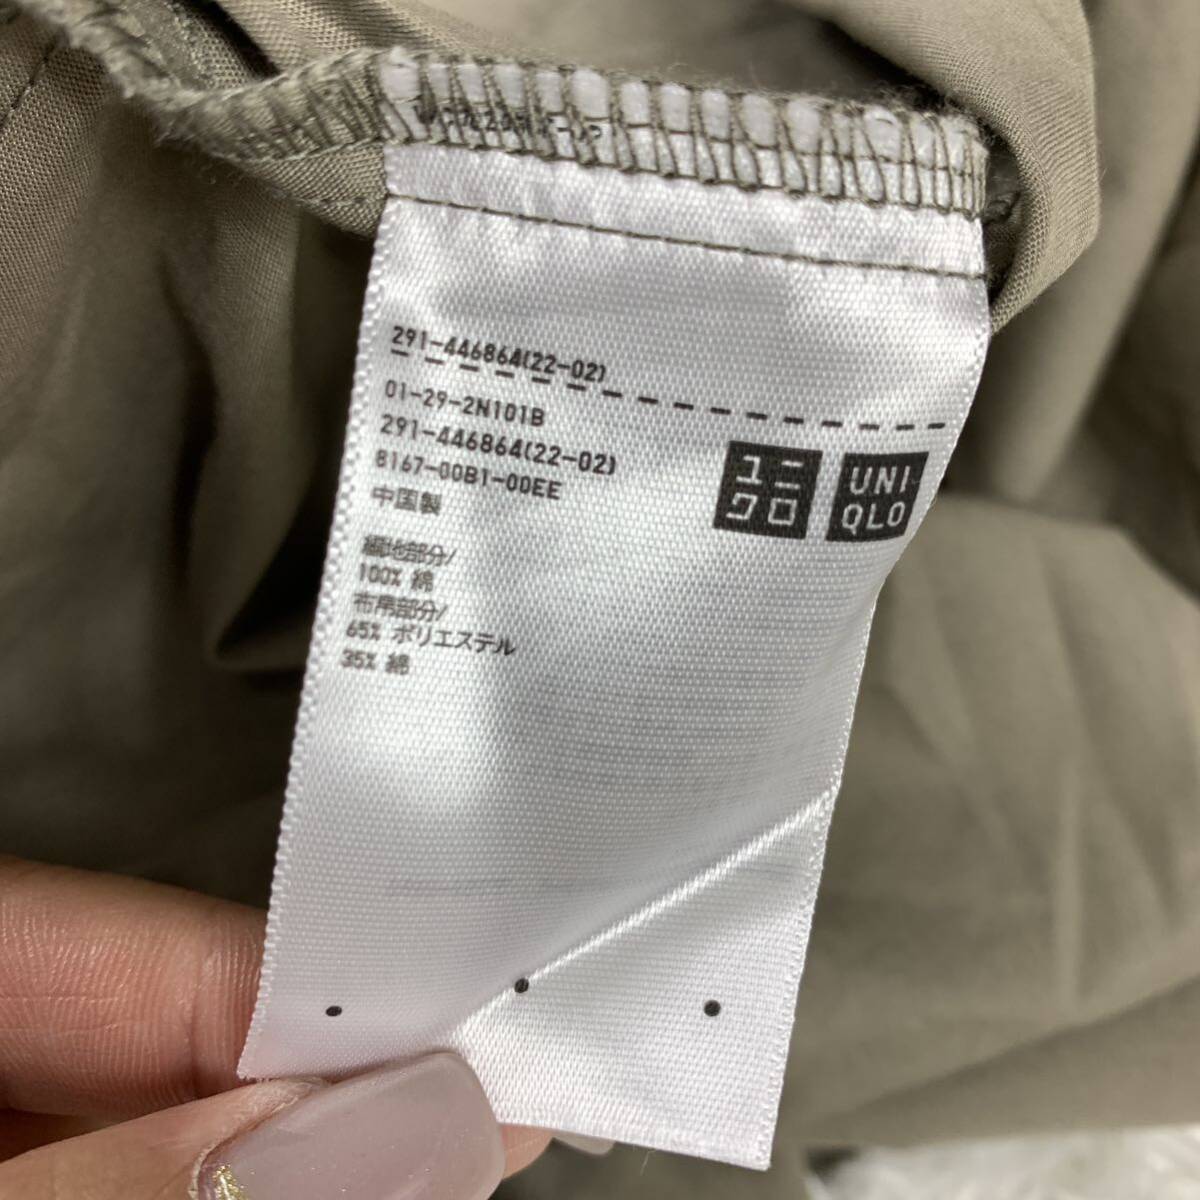 291-446864(22-02)
01-29-2N101B
291-446864(22-02)
8167-00B1-00EE
中国製
編地部分/
100% 綿
布帛部分/
65% ポリエステル
35% 綿
ユニ
クロ
UNI
QLO